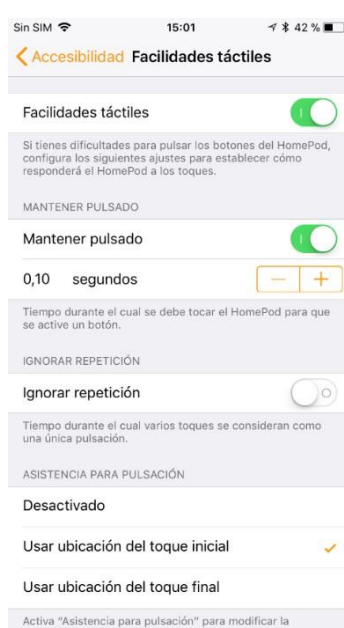 Sin SIM 15:01 42 %
Accesibilidad Facilidades táctiles
Facilidades táctiles
Si tienes dificultades para pulsar los botones del HomePod,
configura los siguientes ajustes para establecer cómo
responderá el HomePod a los toques.
MANTENER PULSADO
Mantener pulsado
0,10 segundos
Tiempo durante el cual se debe tocar el HomePod para que
se active un botón.
IGNORAR REPETICIÓN
Ignorar repetición
Tiempo durante el cual varios toques se consideran como
una única pulsación.
ASISTENCIA PARA PULSACIÓN
Desactivado
Usar ubicación del toque inicial
Usar ubicación del toque final
Activa “Asistencia para pulsación” para modificar la